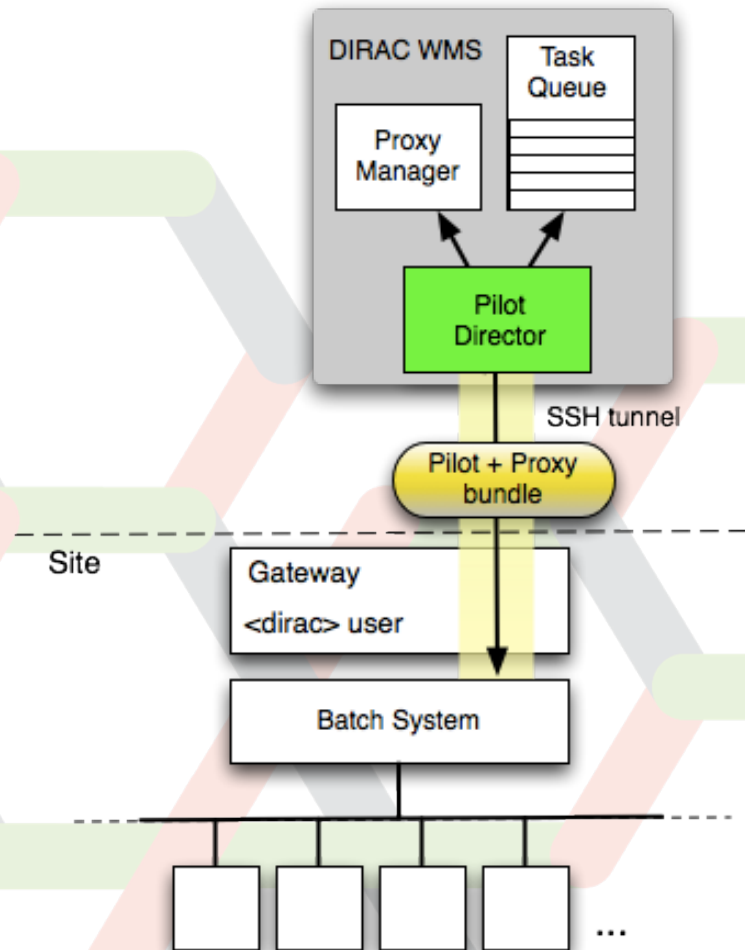 DIRAC WMS
Task
Queue
Proxy
Manager
Pilot
Director
SSH tunnel
Pilot + Proxy
bundle
Site
Gateway
<dirac> user
Batch System
...